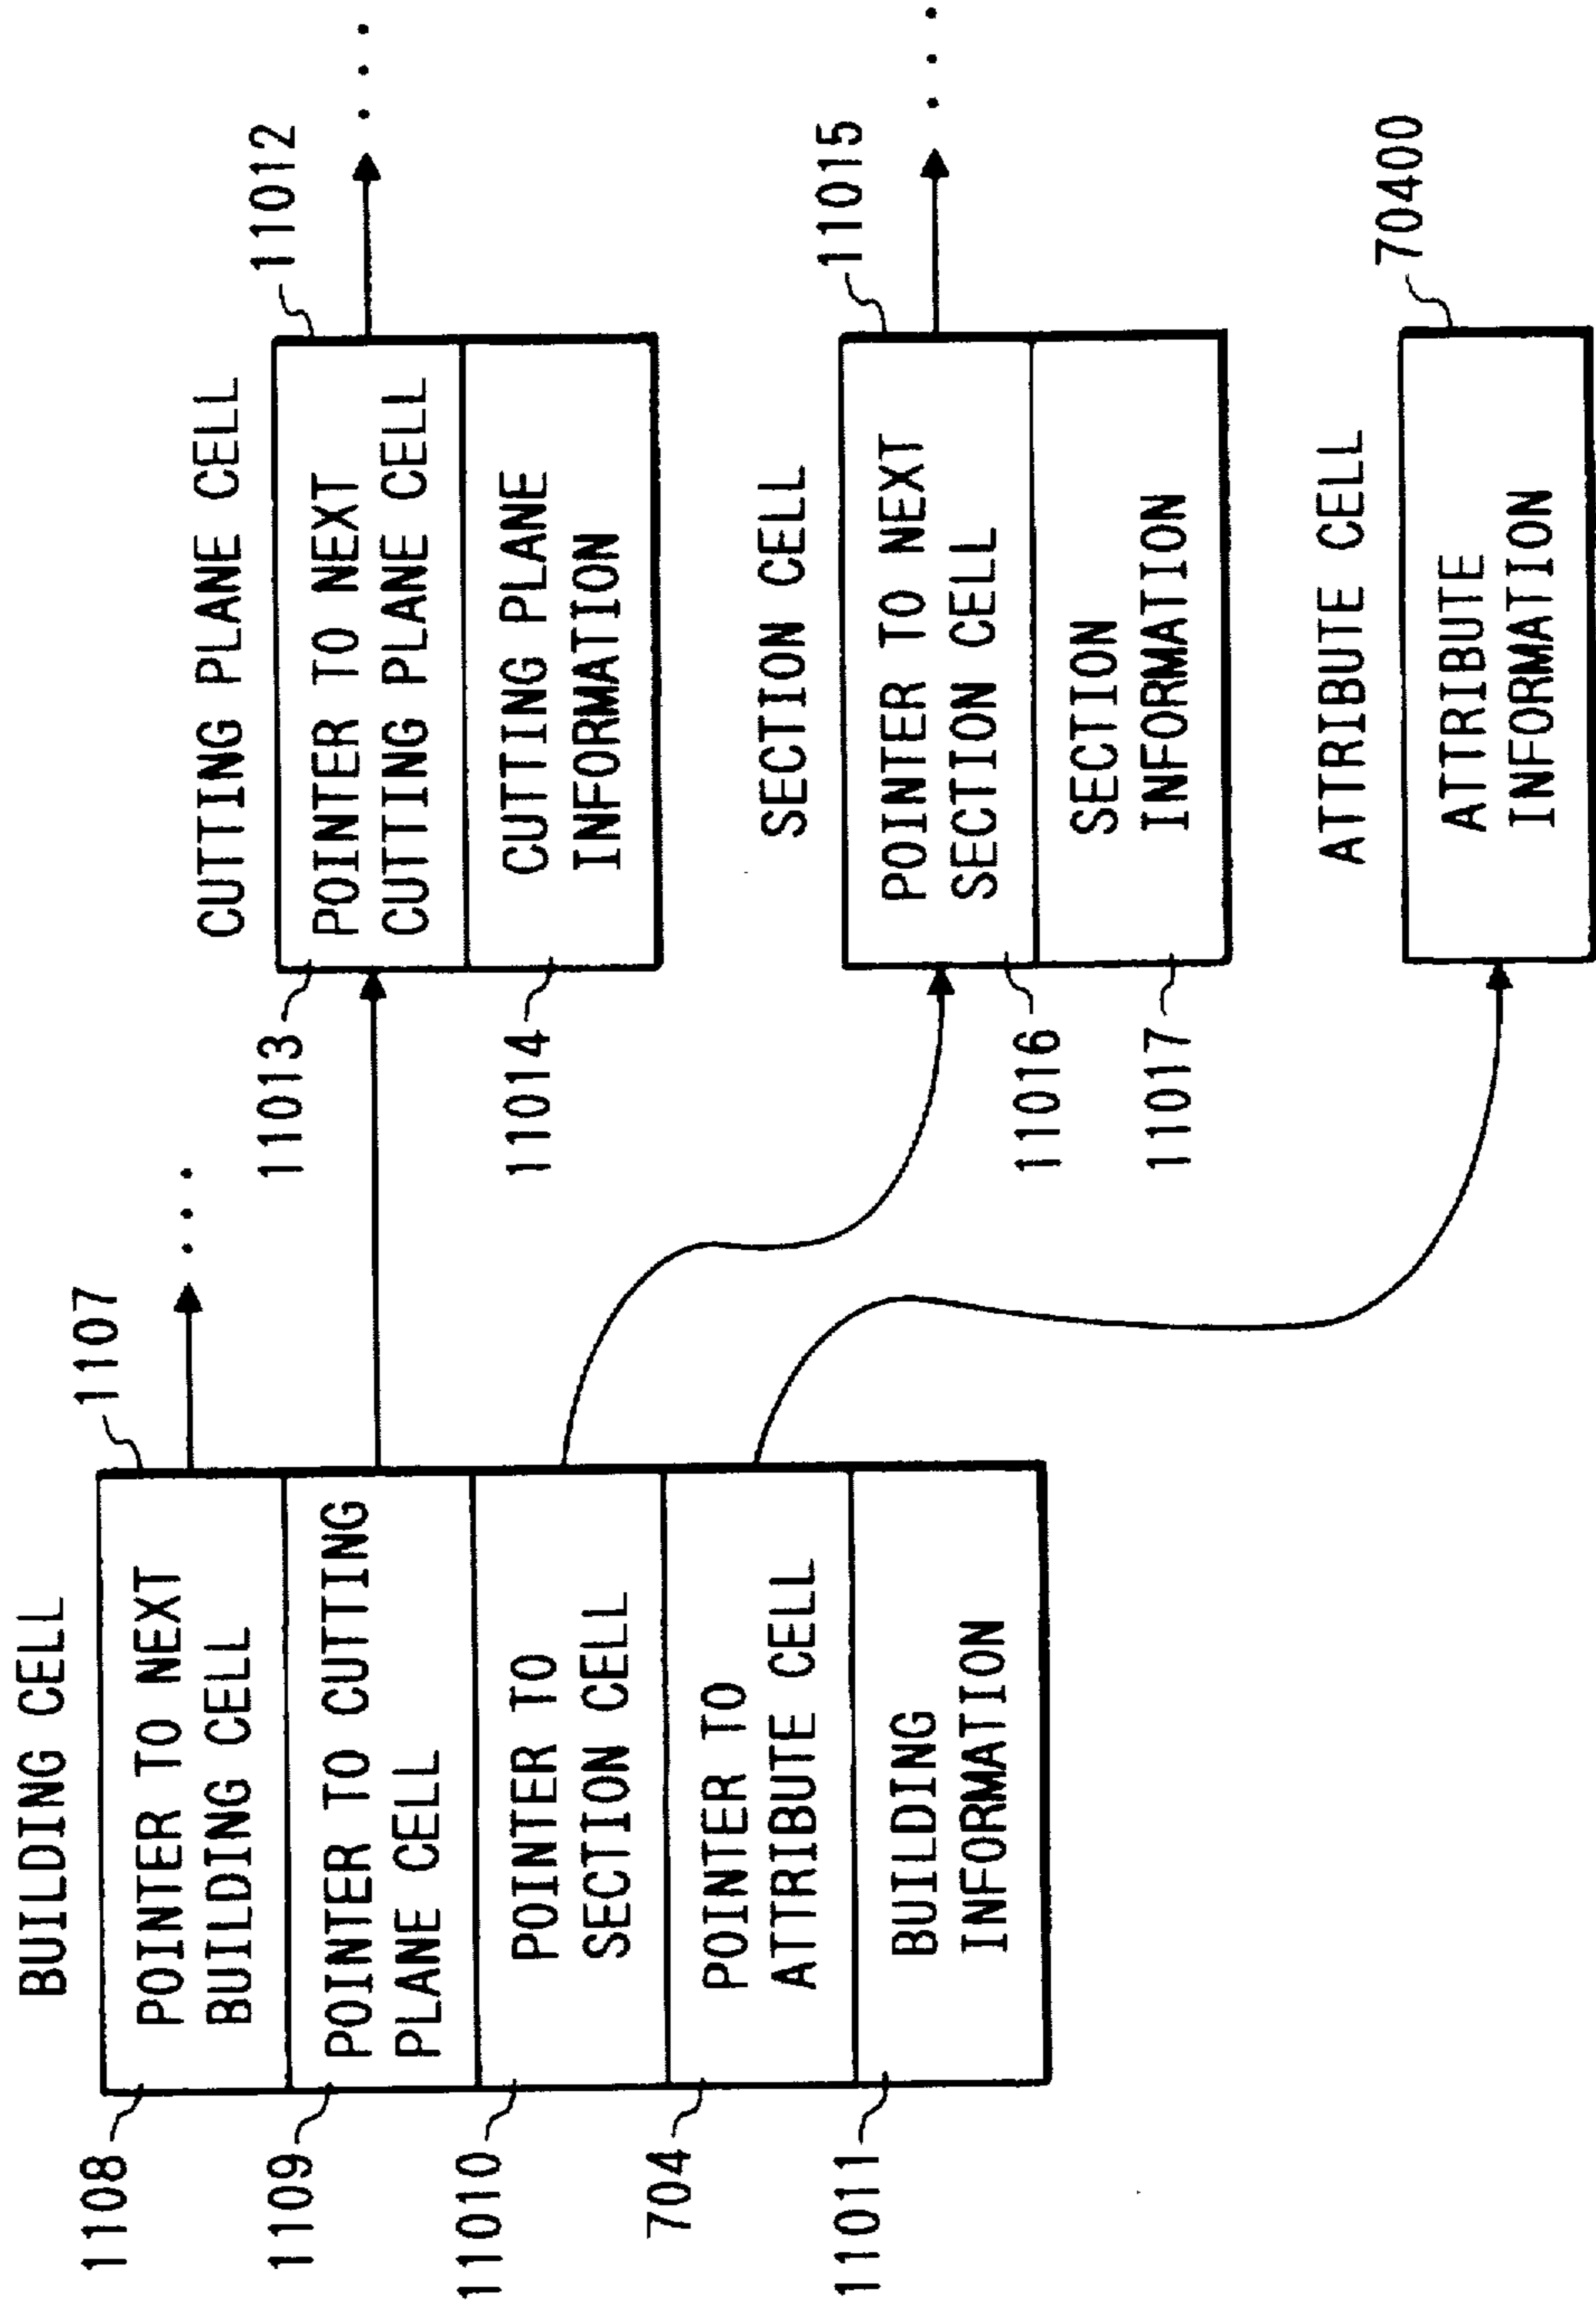 BUILDING CELL
1107
1108
POINTER TO NEXT
BUILDING CELL
1109
POINTER TO CUTTING
PLANE CELL
11010
POINTER TO
SECTION CELL
704
POINTER TO
ATTRIBUTE CELL
11011
BUILDING
INFORMATION
CUTTING PLANE CELL
11012
11013
POINTER TO NEXT
CUTTING PLANE CELL
11014
CUTTING PLANE
INFORMATION
SECTION CELL
11015
POINTER TO NEXT
SECTION CELL
11016
SECTION
INFORMATION
11017
ATTRIBUTE CELL
70400
ATTRIBUTE
INFORMATION